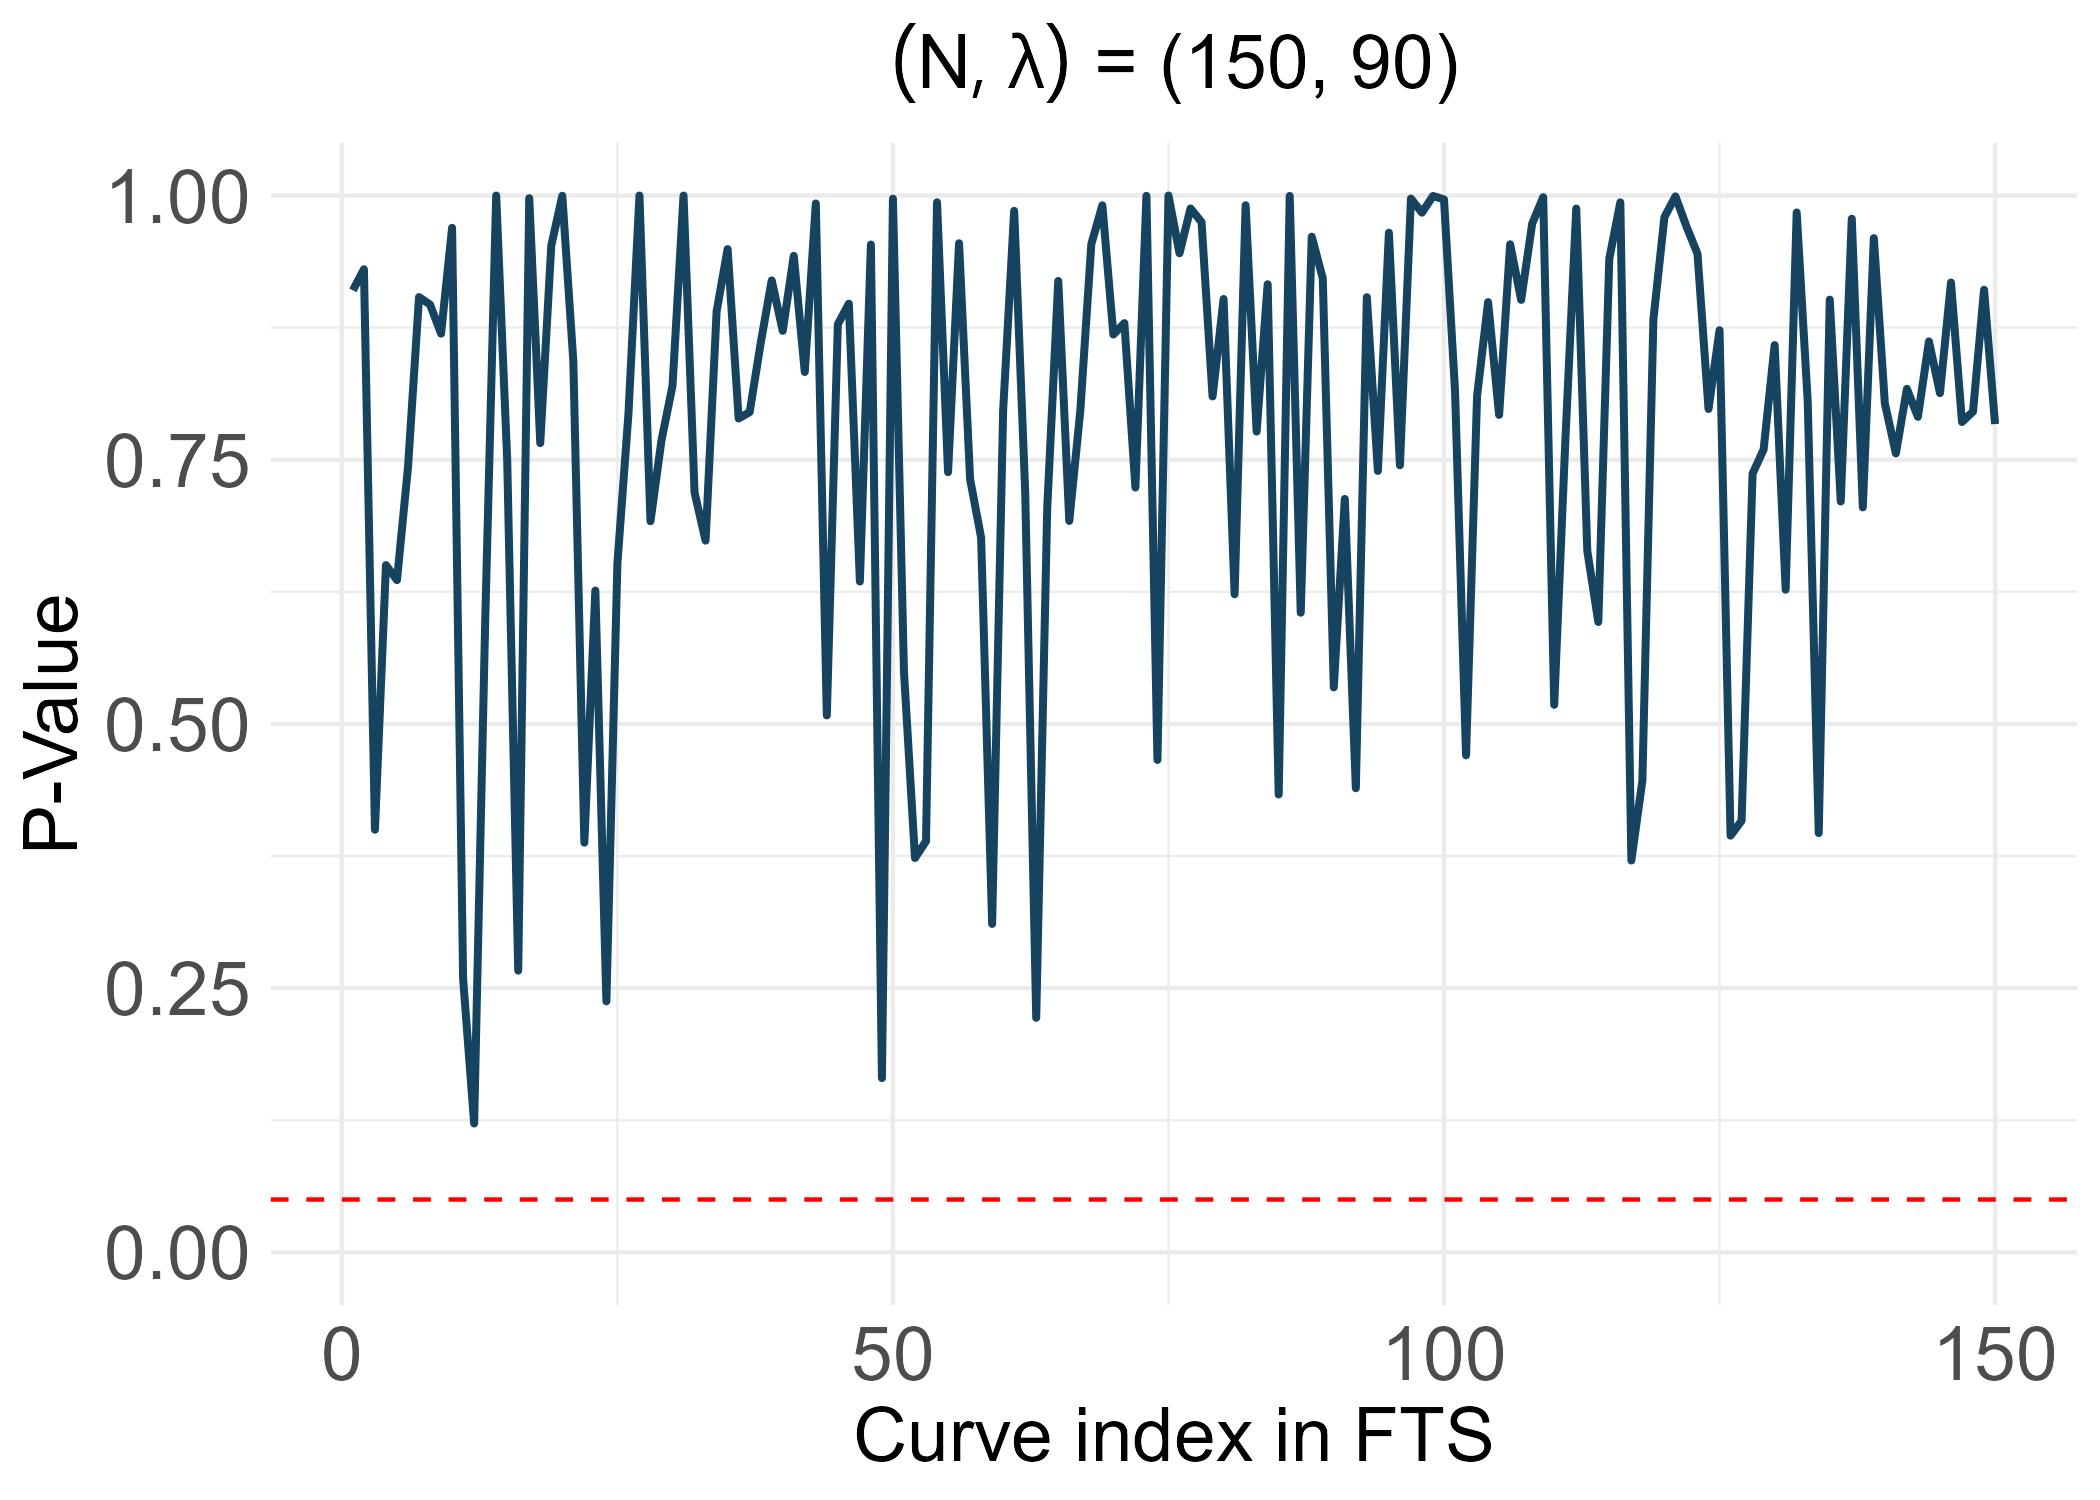 (N, λ) = (150, 90)
P-Value
1.00
0.75
0.50
0.25
0.00
0 50 100 150
Curve index in FTS